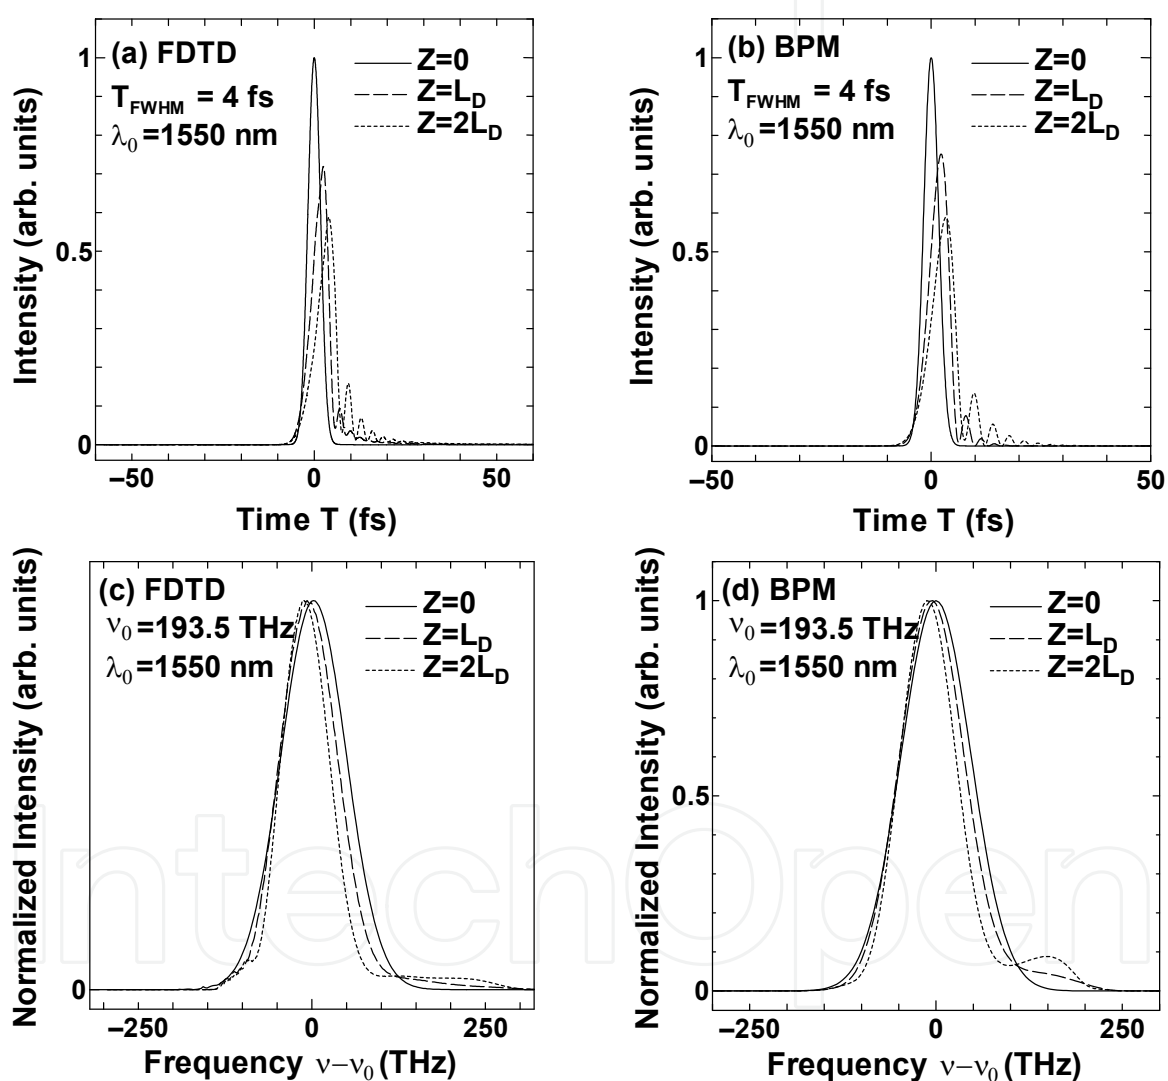 (a) FDTD
Z=0
Z=L_D
Z=2L_D
T_FWHM = 4 fs
λ₀=1550 nm
Intensity (arb. units)
1
0.5
0
−50
0
50
Time T (fs)
(b) BPM
Z=0
Z=L_D
Z=2L_D
T_FWHM = 4 fs
λ₀=1550 nm
Intensity (arb. units)
1
0.5
0
−50
0
50
Time T (fs)
(c) FDTD
Z=0
Z=L_D
Z=2L_D
ν₀=193.5 THz
λ₀=1550 nm
Normalized Intensity (arb. units)
0
−250
0
250
Frequency ν−ν₀ (THz)
(d) BPM
Z=0
Z=L_D
Z=2L_D
ν₀=193.5 THz
λ₀=1550 nm
Normalized Intensity (arb. units)
1
0.5
0
−250
0
250
Frequency ν−ν₀ (THz)
IntechOpen